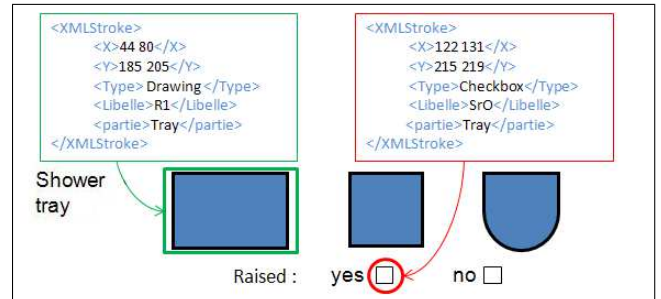 <XMLStroke>
<X>44 80</X>
<Y>185 205</Y>
<Type> Drawing </Type>
<Libelle>R1</Libelle>
<partie>Tray</partie>
</XMLStroke>
<XMLStroke>
<X>122 131</X>
<Y>215 219</Y>
<Type>Checkbox</Type>
<Libelle>SrO</Libelle>
<partie>Tray</partie>
</XMLStroke>
Shower
tray
Raised : yes no